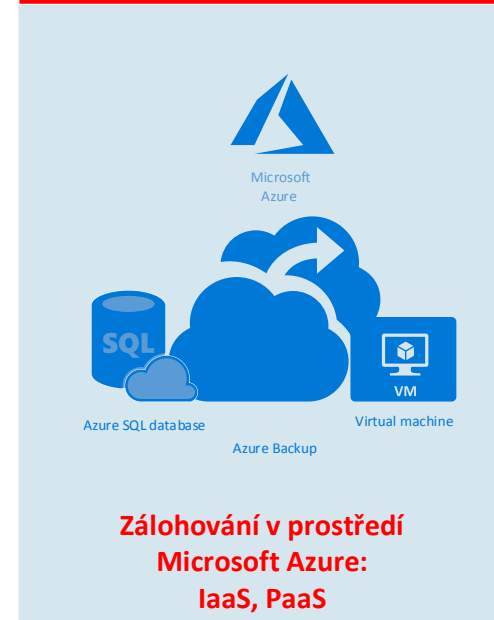 Microsoft
Azure
SQL
VM
Azure SQL database
Virtual machine
Azure Backup
Zálohování v prostředí
Microsoft Azure:
IaaS, PaaS